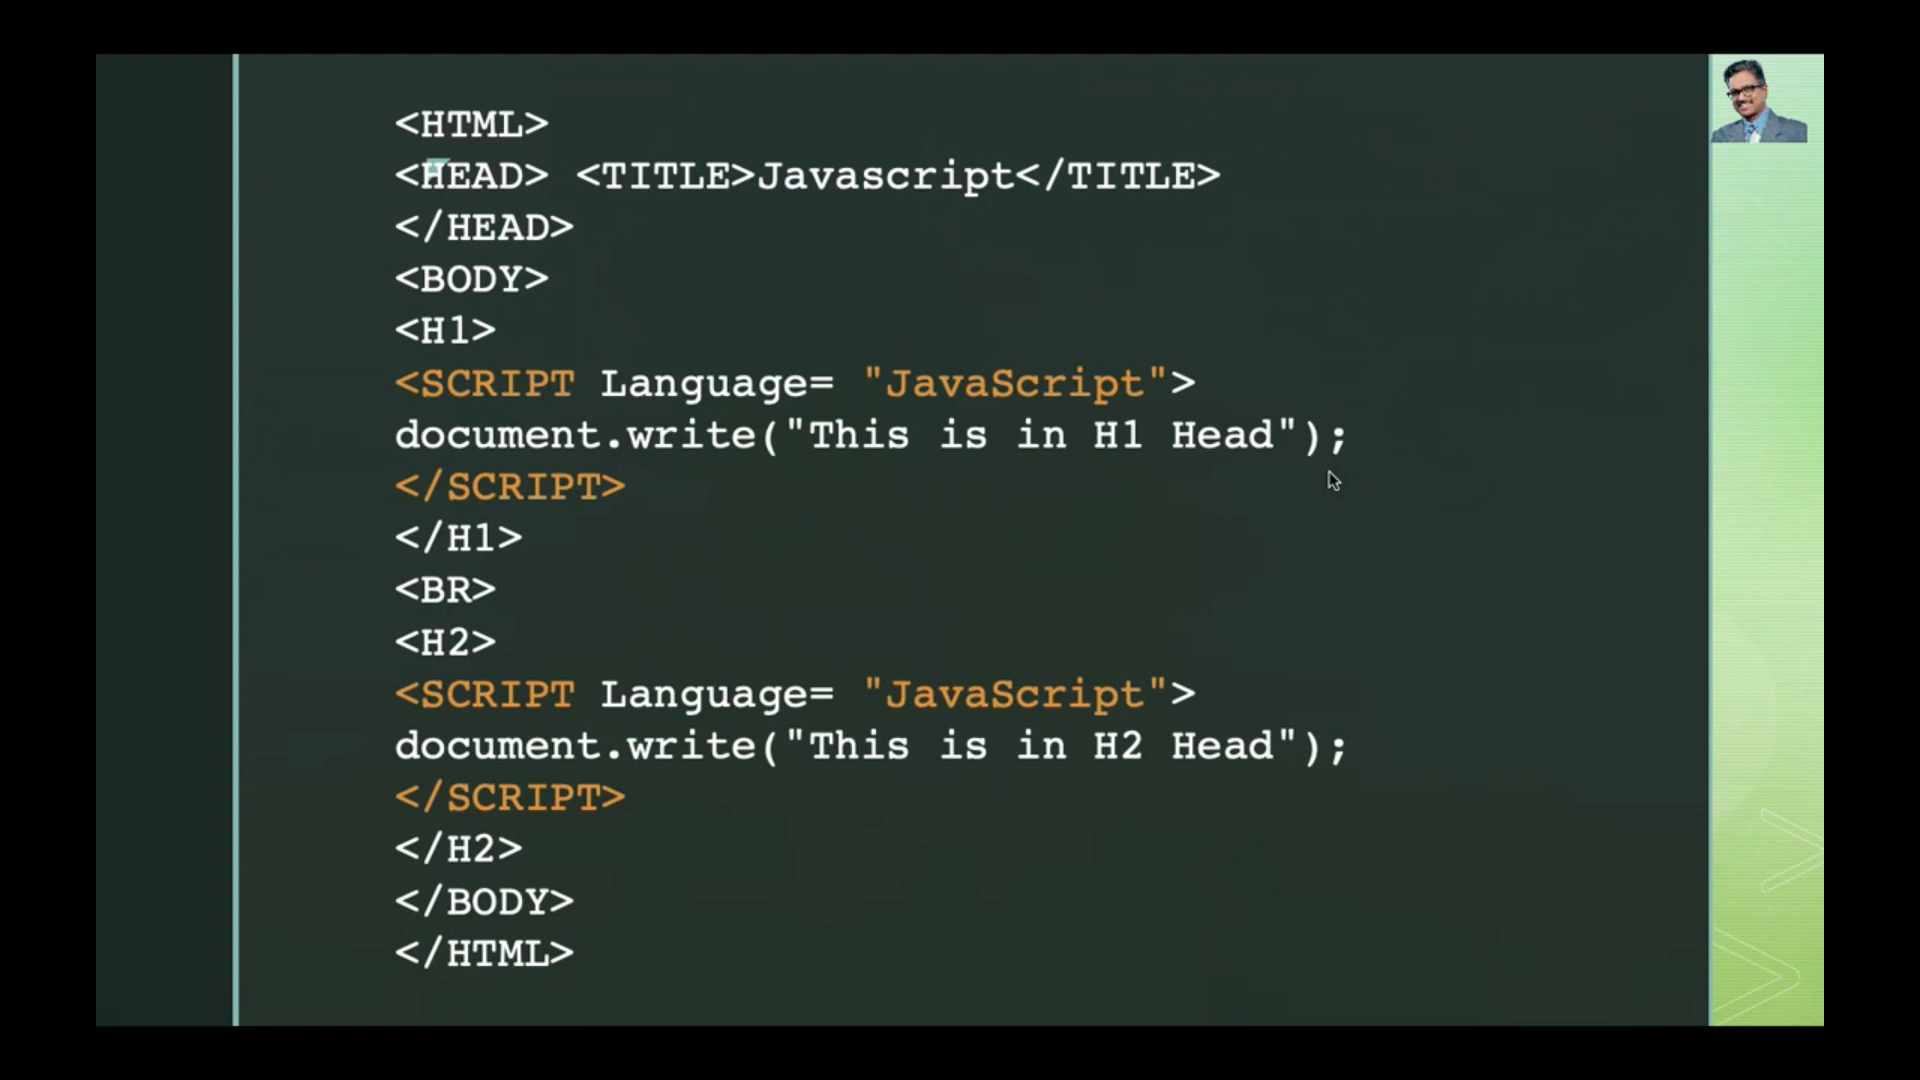 <HTML>
<HEAD> <TITLE>Javascript</TITLE>
</HEAD>
<BODY>
<H1>
<SCRIPT Language= "JavaScript">
document.write("This is in H1 Head");
</SCRIPT>
</H1>
<BR>
<H2>
<SCRIPT Language= "JavaScript">
document.write("This is in H2 Head");
</SCRIPT>
</H2>
</BODY>
</HTML>